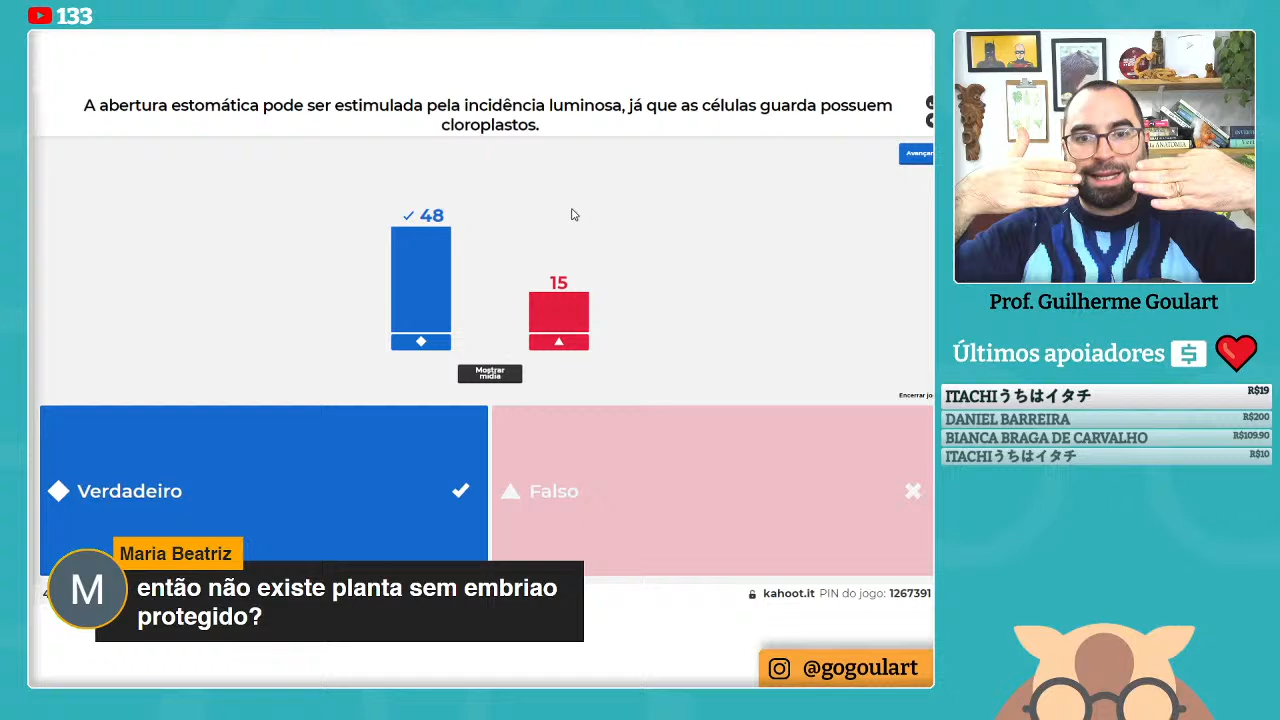 133
A abertura estomática pode ser estimulada pela incidência luminosa, já que as células guarda possuem
cloroplastos.
Avançar
48
15
Mostrar
mídia
Encerrar jo
Verdadeiro
Falso
Maria Beatriz
M
então não existe planta sem embriao
protegido?
kahoot.it PIN do jogo: 1267391
@gogoulart
Prof. Guilherme Goulart
Últimos apoiadores
ITACHIうちはイタチ R$19
DANIEL BARREIRA R$200
BIANCA BRAGA DE CARVALHO R$109.90
ITACHIうちはイタチ R$10